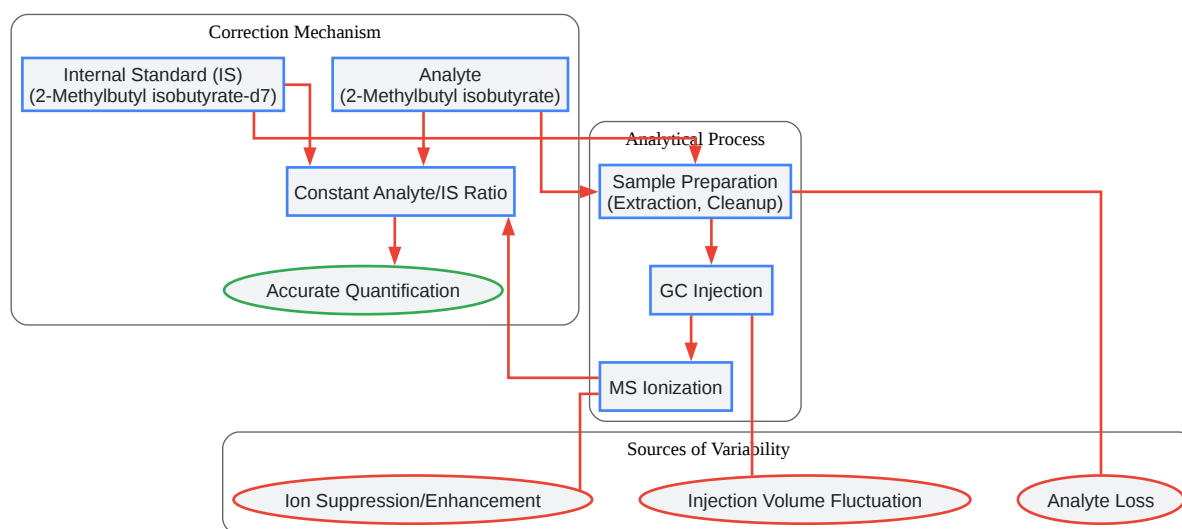 Correction Mechanism
Internal Standard (IS)
(2-Methylbutyl isobutyrate-d7)
Analyte
(2-Methylbutyl isobutyrate)
Constant Analyte/IS Ratio
Accurate Quantification
Analytical Process
Sample Preparation
(Extraction, Cleanup)
GC Injection
MS Ionization
Sources of Variability
Ion Suppression/Enhancement
Injection Volume Fluctuation
Analyte Loss